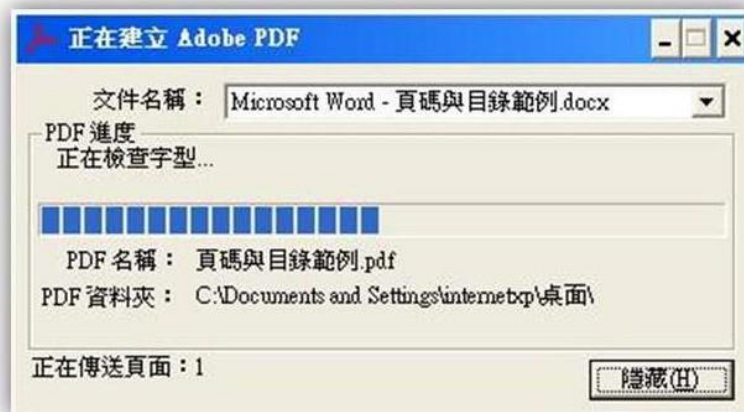 正在建立 Adobe PDF
文件名稱： Microsoft Word - 頁碼與目錄範例.docx
PDF 進度
正在檢查字型...
PDF 名稱： 頁碼與目錄範例.pdf
PDF 資料夾： C:\Documents and Settings\internetxp\桌面\
正在傳送頁面：1
隱藏(H)